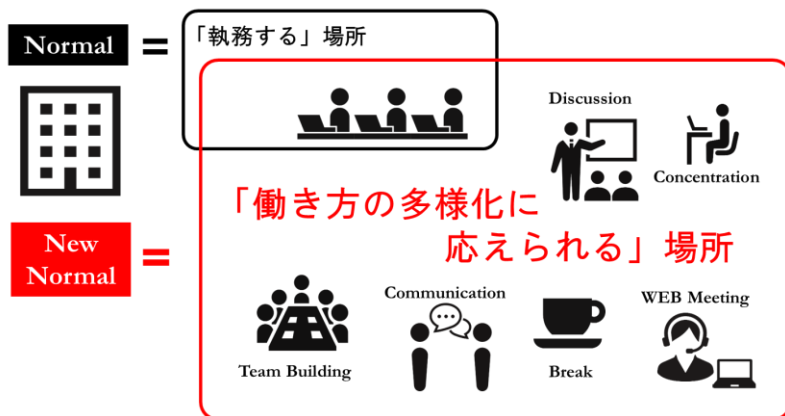 Normal
=
「執務する」場所
Discussion
Concentration
「働き方の多様化に
応えられる」場所
New
Normal
=
Communication
WEB Meeting
Team Building
Break